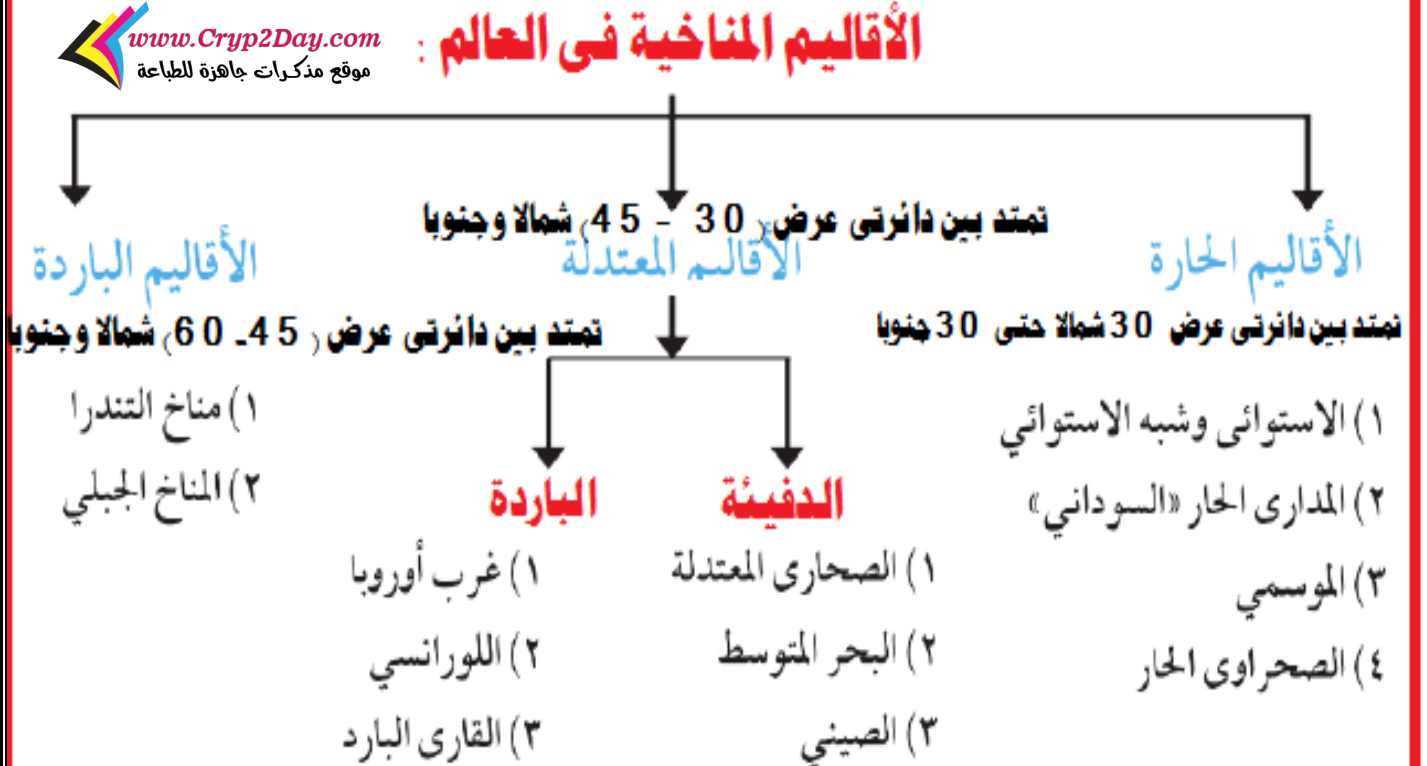 www.Cryp2Day.com
موقع مذكرات جاهزة للطباعة
الأقاليم المناخية فى العالم :
تمتد بين دائرتى عرض ( 30 - 45 ) شمالا وجنوبا
الأقاليم الحارة
الأقاليم المعتدلة
الأقاليم الباردة
تمتد بين دائرتى عرض 30 شمالا حتى 30 جنوبا
تمتد بين دائرتى عرض ( 45 ـ 60 ) شمالا وجنوبا
١) الاستوائى وشبه الاستوائي
٢) المدارى الحار «السوداني»
٣) الموسمي
٤) الصحراوى الحار
الدفيئة
١) الصحارى المعتدلة
٢) البحر المتوسط
٣) الصيني
الباردة
١) غرب أوروبا
٢) اللورانسي
٣) القارى البارد
١) مناخ التندرا
٢) المناخ الجبلي